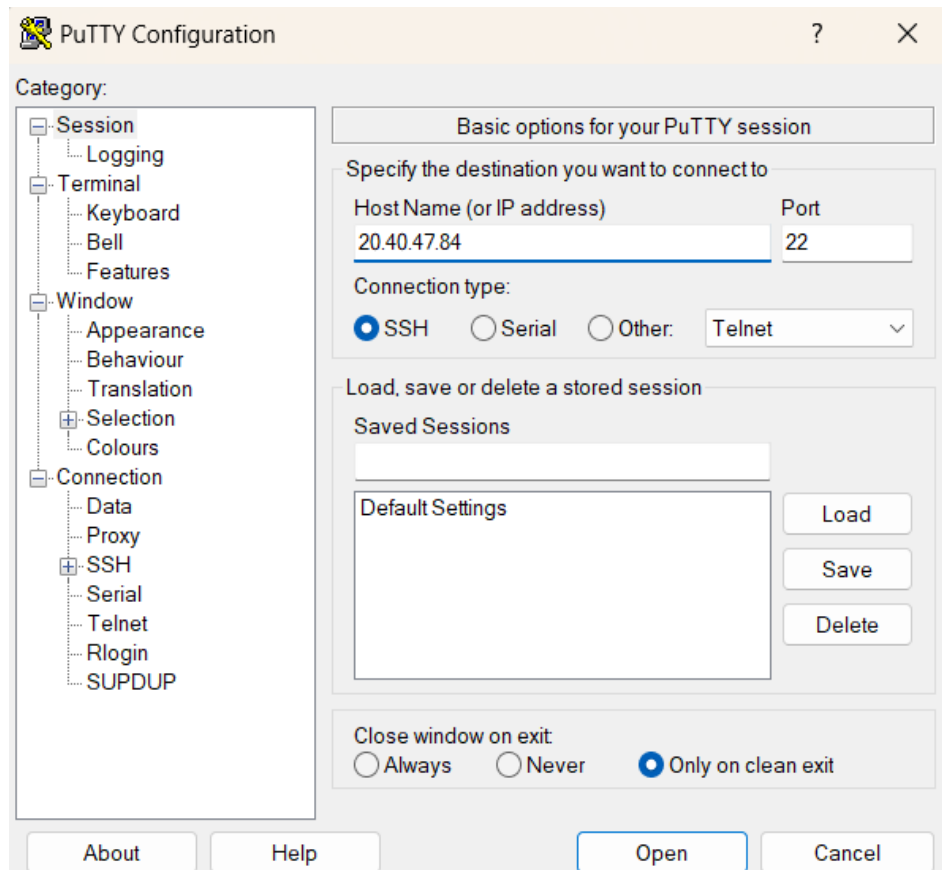 PuTTY Configuration
?
Category:
Session
Logging
Terminal
Keyboard
Bell
Features
Window
Appearance
Behaviour
Translation
Selection
Colours
Connection
Data
Proxy
SSH
Serial
Telnet
Rlogin
SUPDUP
Basic options for your PuTTY session
Specify the destination you want to connect to
Host Name (or IP address) Port
20.40.47.84 22
Connection type:
SSH Serial Other: Telnet
Load, save or delete a stored session
Saved Sessions
Default Settings
Load
Save
Delete
Close window on exit:
Always Never Only on clean exit
About Help Open Cancel